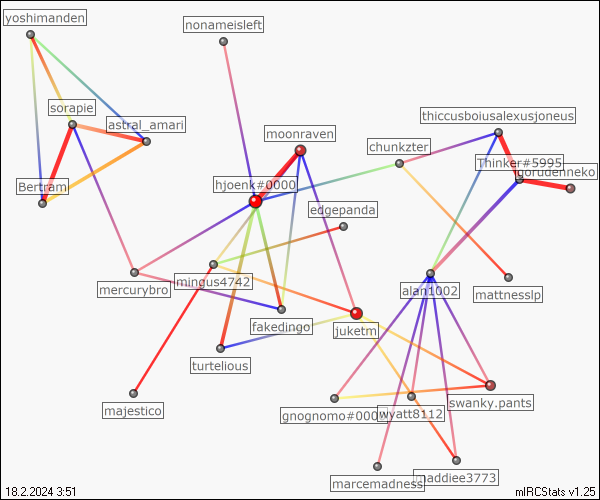 yoshimanden
nonameisleft
sorapie
astral_amari
thiccusboiusalexusjoneus
moonraven
chunkzter
Thinker#5995
gorudenneko
Bertram
hjoenk#0000
edgepanda
mercurybro
mingus4742
alan1002
mattnesslp
fakedingo
juketm
turtelious
majestico
gnognomo#000
wyatt8112
swanky.pants
marcemadness
maddiee3773
18.2.2024 3:51
mIRCStats v1.25